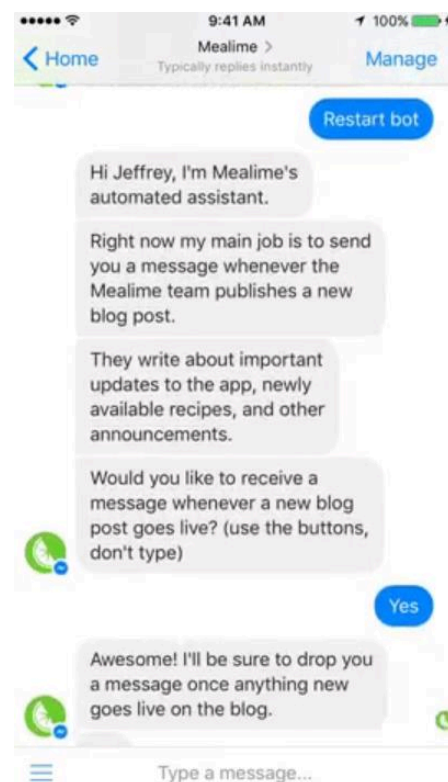 9:41 AM
100%
Home
Mealime >
Manage
Typically replies instantly
Restart bot
Hi Jeffrey, I'm Mealime's
automated assistant.
Right now my main job is to send
you a message whenever the
Mealime team publishes a new
blog post.
They write about important
updates to the app, newly
available recipes, and other
announcements.
Would you like to receive a
message whenever a new blog
post goes live? (use the buttons,
don't type)
Yes
Awesome! I'll be sure to drop you
a message once anything new
goes live on the blog.
Type a message...